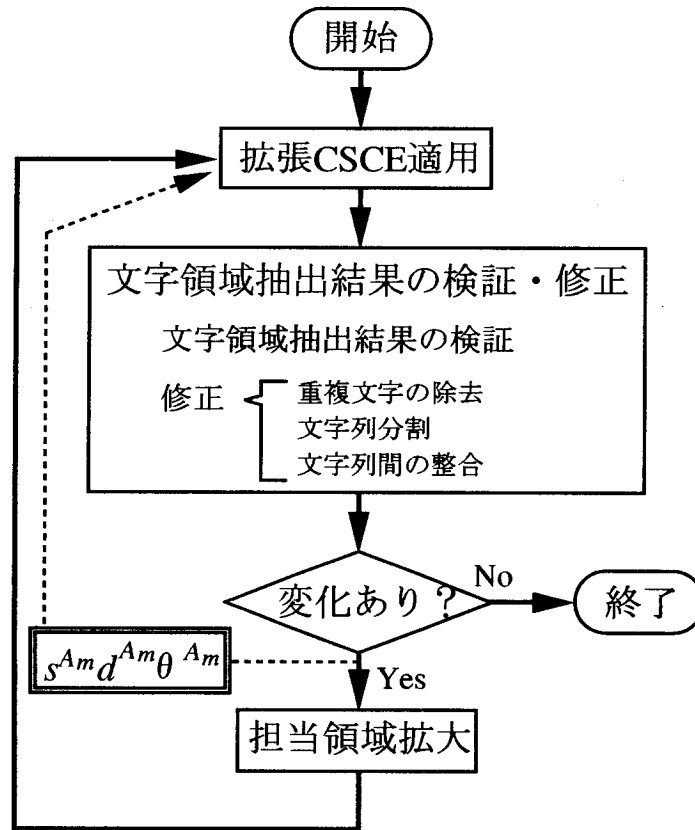 開始
拡張CSCE適用
文字領域抽出結果の検証・修正
文字領域抽出結果の検証
修正
重複文字の除去
文字列分割
文字列間の整合
変化あり?
No
終了
s^{Am}d^{Am}θ^{Am}
Yes
担当領域拡大